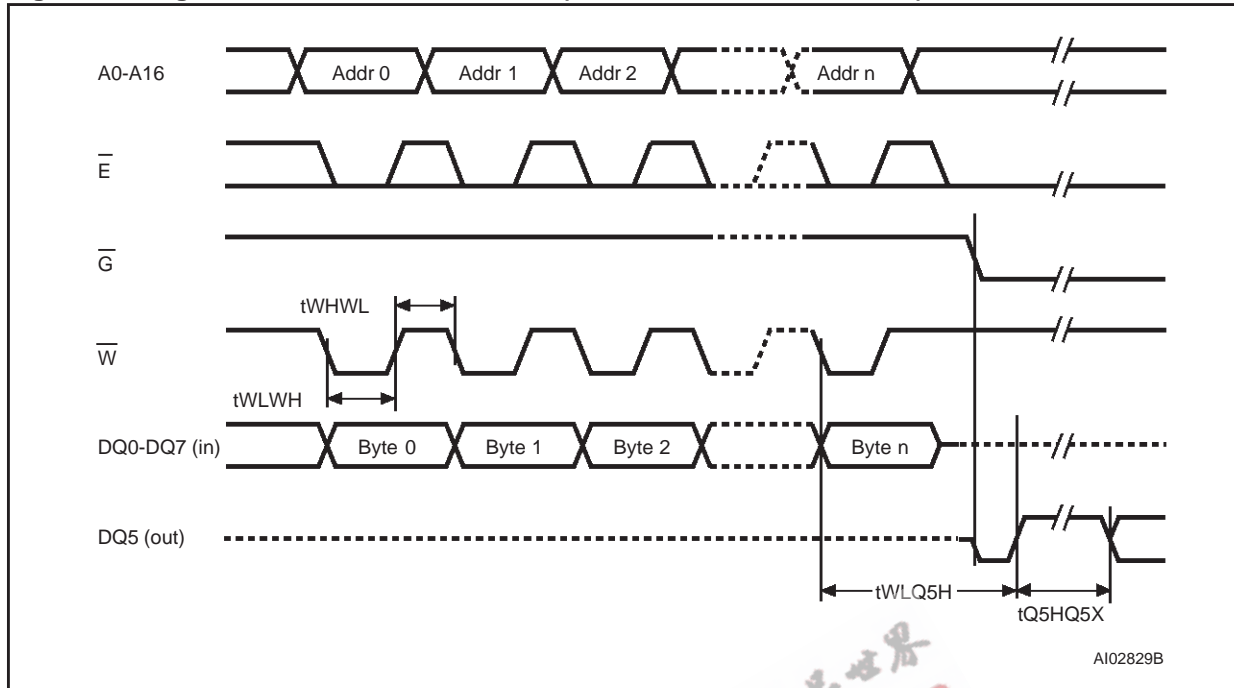 A0-A16
Addr 0 Addr 1 Addr 2 Addr n
E
G
tWHWL
W
tWLWH
DQ0-DQ7 (in)
Byte 0 Byte 1 Byte 2 Byte n
DQ5 (out)
tWLQ5H
tQ5HQ5X
AI02829B